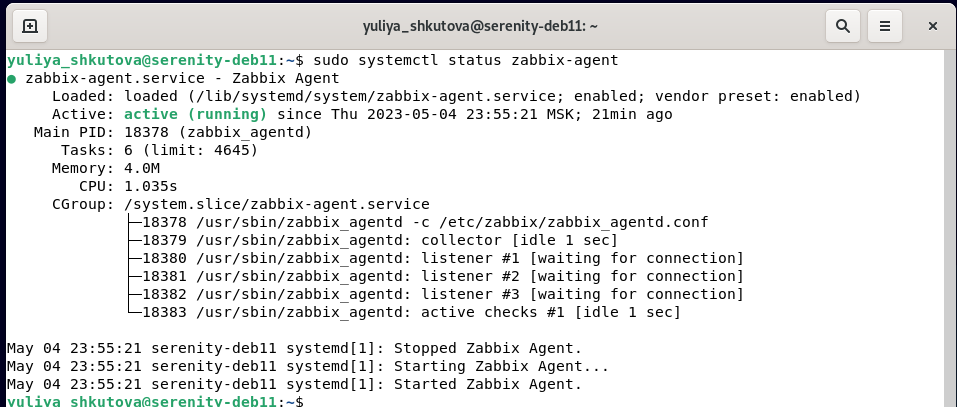 yuliya_shkutova@serenity-deb11: ~
yuliya_shkutova@serenity-deb11:~$ sudo systemctl status zabbix-agent
● zabbix-agent.service - Zabbix Agent
     Loaded: loaded (/lib/systemd/system/zabbix-agent.service; enabled; vendor preset: enabled)
     Active: active (running) since Thu 2023-05-04 23:55:21 MSK; 21min ago
   Main PID: 18378 (zabbix_agentd)
      Tasks: 6 (limit: 4645)
     Memory: 4.0M
        CPU: 1.035s
     CGroup: /system.slice/zabbix-agent.service
             ├─18378 /usr/sbin/zabbix_agentd -c /etc/zabbix/zabbix_agentd.conf
             ├─18379 /usr/sbin/zabbix_agentd: collector [idle 1 sec]
             ├─18380 /usr/sbin/zabbix_agentd: listener #1 [waiting for connection]
             ├─18381 /usr/sbin/zabbix_agentd: listener #2 [waiting for connection]
             ├─18382 /usr/sbin/zabbix_agentd: listener #3 [waiting for connection]
             └─18383 /usr/sbin/zabbix_agentd: active checks #1 [idle 1 sec]

May 04 23:55:21 serenity-deb11 systemd[1]: Stopped Zabbix Agent.
May 04 23:55:21 serenity-deb11 systemd[1]: Starting Zabbix Agent...
May 04 23:55:21 serenity-deb11 systemd[1]: Started Zabbix Agent.
yuliya_shkutova@serenity-deb11:~$